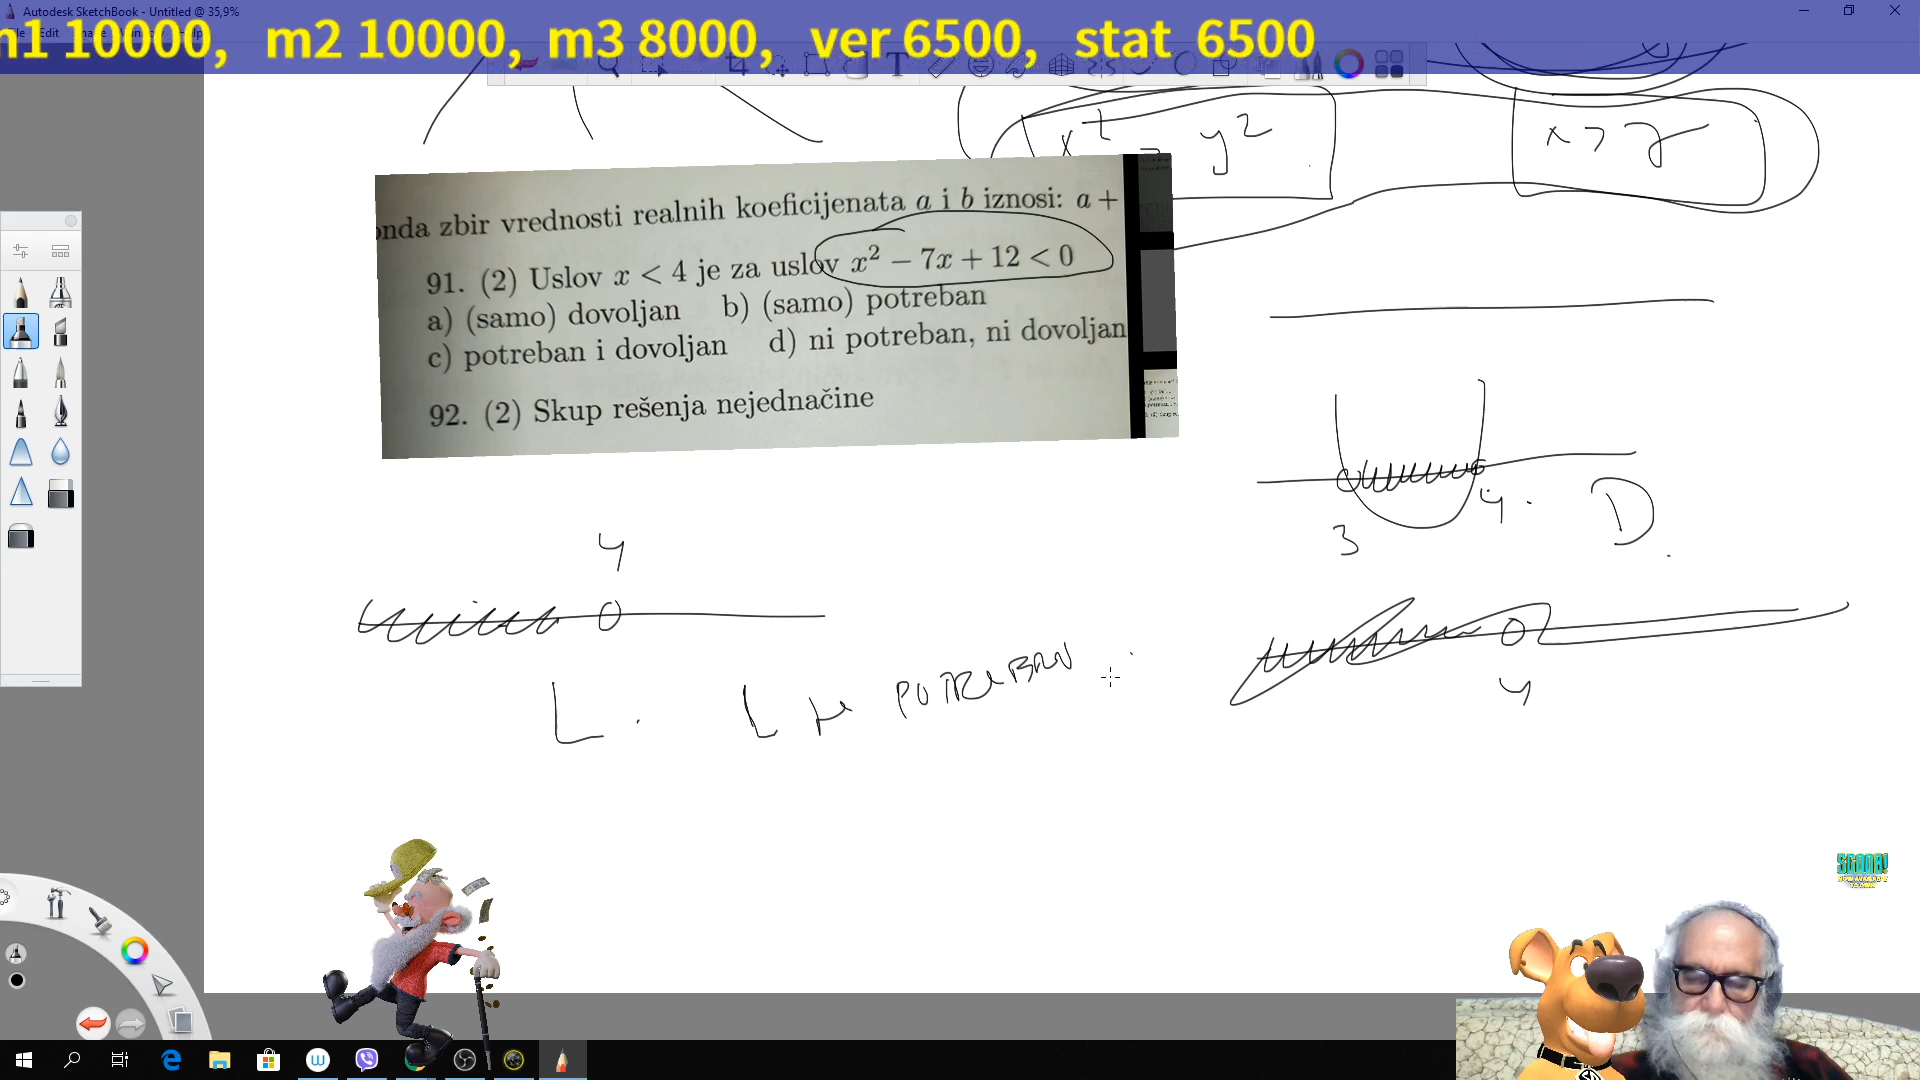 Autodesk SketchBook - Untitled @ 35,9%
m1 10000, m2 10000, m3 8000, ver 6500, stat 6500
x² y²
x > y
onda zbir vrednosti realnih koeficijenata a i b iznosi: a +
91. (2) Uslov x < 4 je za uslov x² − 7x + 12 < 0
a) (samo) dovoljan b) (samo) potreban
c) potreban i dovoljan d) ni potreban, ni dovoljan
92. (2) Skup rešenja nejednačine
3 4 D
4
L L je POTREBAN
4
SCOOB!